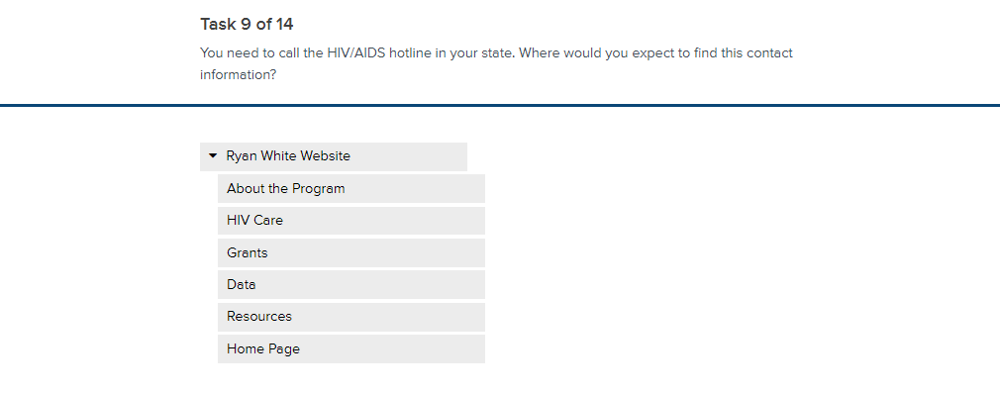 Task 9 of 14
You need to call the HIV/AIDS hotline in your state. Where would you expect to find this contact
information?
Ryan White Website
About the Program
HIV Care
Grants
Data
Resources
Home Page